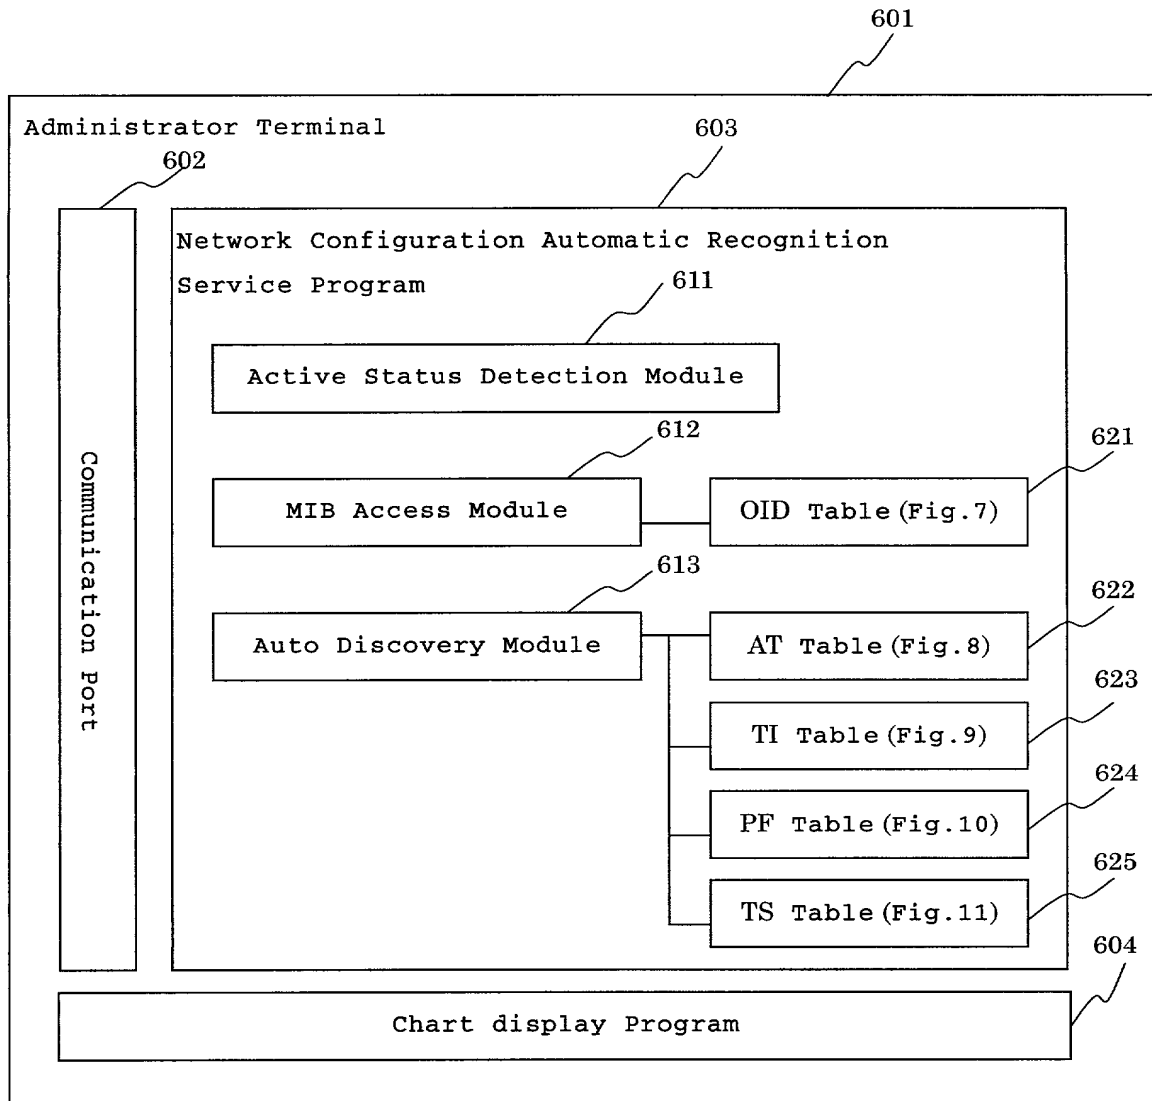 601
Administrator Terminal
602
603
Network Configuration Automatic Recognition
Service Program
611
Active Status Detection Module
612
621
MIB Access Module
OID Table (Fig.7)
613
622
Auto Discovery Module
AT Table (Fig.8)
623
TI Table (Fig.9)
624
PF Table (Fig.10)
625
TS Table (Fig.11)
Communication Port
604
Chart display Program